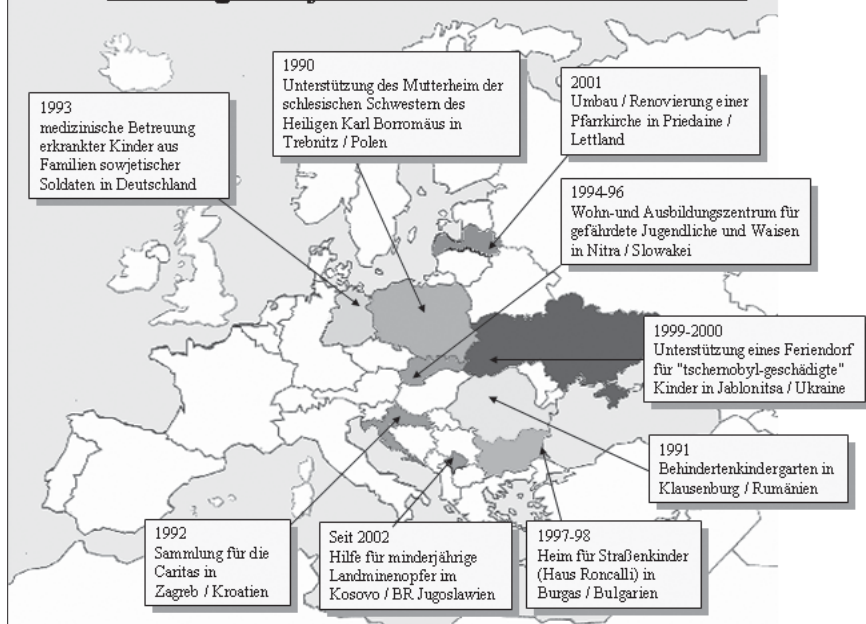 1990
Unterstützung des Mutterheim der
schlesischen Schwestern des
Heiligen Karl Borromäus in
Trebnitz / Polen
2001
Umbau / Renovierung einer
Pfarrkirche in Priedaine /
Lettland
1993
medizinische Betreuung
erkrankter Kinder aus
Familien sowjetischer
Soldaten in Deutschland
1994-96
Wohn-und Ausbildungszentrum für
gefährdete Jugendliche und Waisen
in Nitra / Slowakei
1999-2000
Unterstützung eines Feriendorf
für "tschernobyl-geschädigte"
Kinder in Jablonitsa / Ukraine
1991
Behindertenkindergarten in
Klausenburg / Rumänien
1992
Sammlung für die
Caritas in
Zagreb / Kroatien
Seit 2002
Hilfe für minderjährige
Landminenopfer im
Kosovo / BR Jugoslawien
1997-98
Heim für Straßenkinder
(Haus Roncalli) in
Burgas / Bulgarien